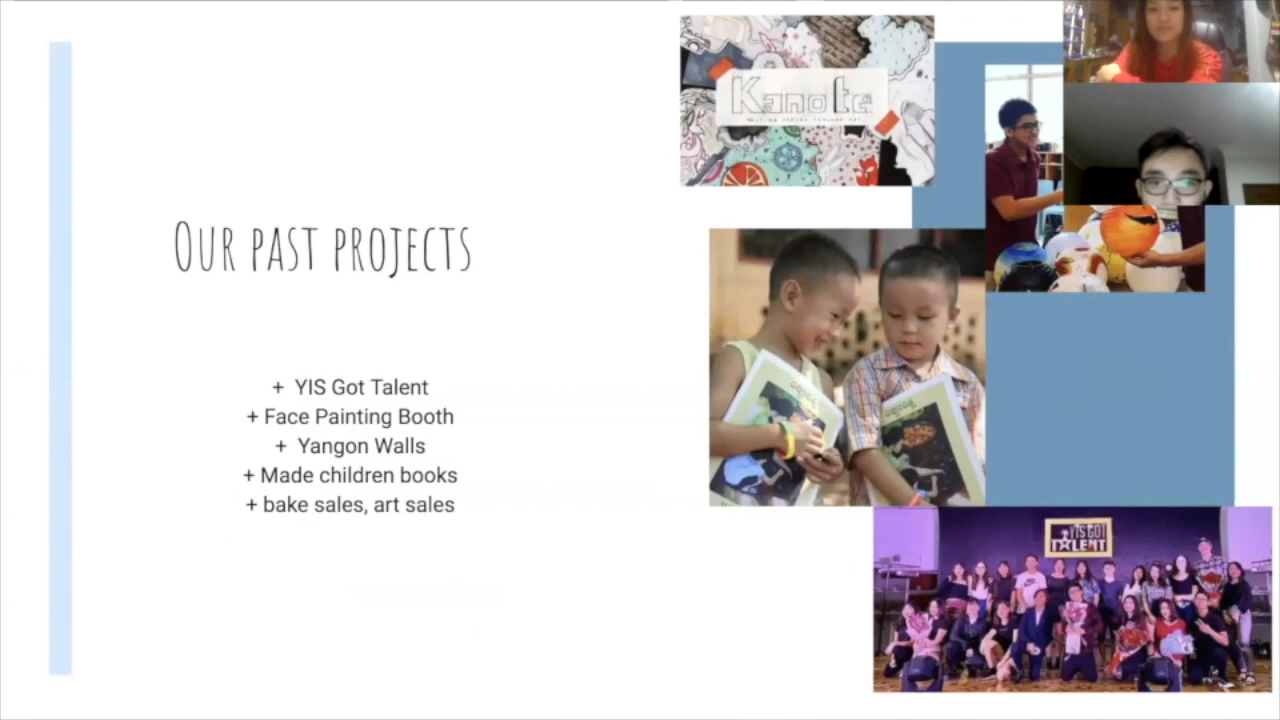 Our past projects
+ YIS Got Talent
+ Face Painting Booth
+ Yangon Walls
+ Made children books
+ bake sales, art sales
Kanote
YIS GOT
TALENT